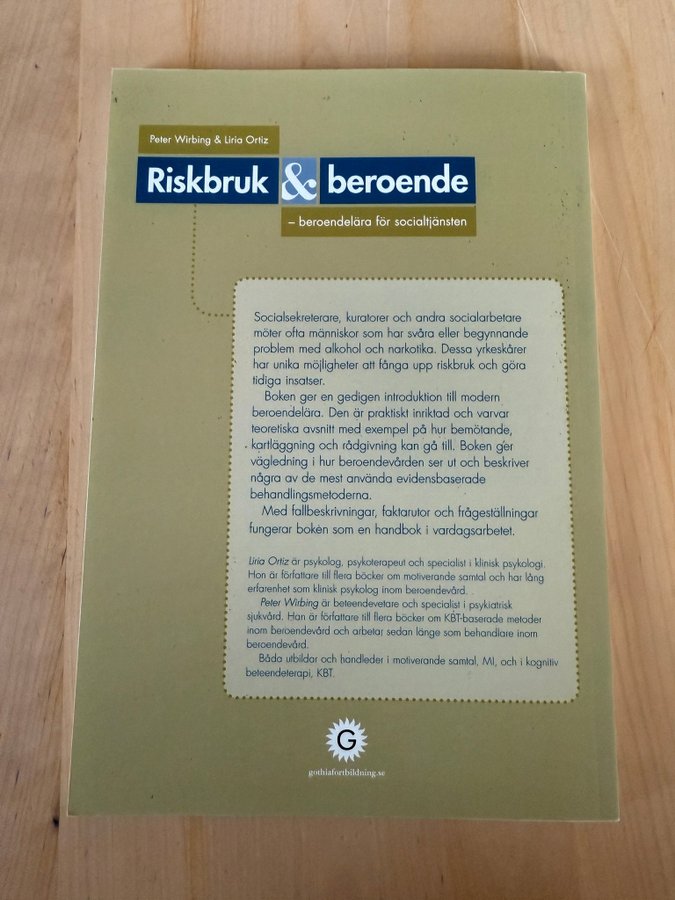 Peter Wirbing & Liria Ortiz
Riskbruk & beroende
– beroendelära för socialtjänsten
Socialsekreterare, kuratorer och andra socialarbetare
möter ofta människor som har svåra eller begynnande
problem med alkohol och narkotika. Dessa yrkeskårer
har unika möjligheter att fånga upp riskbruk och göra
tidiga insatser.
Boken ger en gedigen introduktion till modern
beroendelära. Den är praktiskt inriktad och varvar
teoretiska avsnitt med exempel på hur bemötande,
kartläggning och rådgivning kan gå till. Boken ger
vägledning i hur beroendevården ser ut och beskriver
några av de mest använda evidensbaserade
behandlingsmetoderna.
Med fallbeskrivningar, faktarutor och frågeställningar
fungerar boken som en handbok i vardagsarbetet.
Liria Ortiz är psykolog, psykoterapeut och specialist i klinisk psykologi.
Hon är författare till flera böcker om motiverande samtal och har lång
erfarenhet som klinisk psykolog inom beroendevård.
Peter Wirbing är beteendevetare och specialist i psykiatrisk
sjukvård. Han är författare till flera böcker om KBT-baserade metoder
inom beroendevård och arbetar sedan länge som behandlare inom
beroendevård.
Båda utbildar och handleder i motiverande samtal, MI, och i kognitiv
beteendeterapi, KBT.
G
gothiafortbildning.se